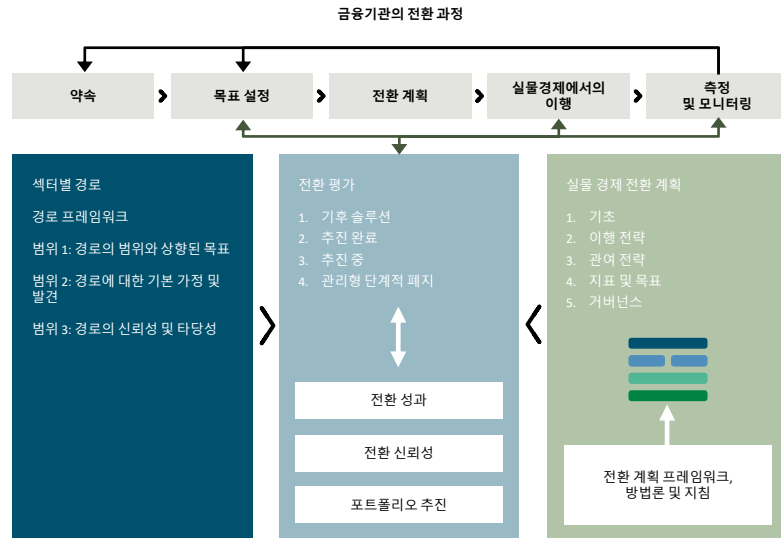 금융기관의 전환 과정
약속
목표 설정
전환 계획
실물경제에서의
이행
측정
및 모니터링
섹터별 경로
경로 프레임워크
범위 1: 경로의 범위와 상향된 목표
범위 2: 경로에 대한 기본 가정 및
발견
범위 3: 경로의 신뢰성 및 타당성
전환 평가
1. 기후 솔루션
2. 추진 완료
3. 추진 중
4. 관리형 단계적 폐지
전환 성과
전환 신뢰성
포트폴리오 추진
실물 경제 전환 계획
1. 기초
2. 이행 전략
3. 관여 전략
4. 지표 및 목표
5. 거버넌스
전환 계획 프레임워크,
방법론 및 지침